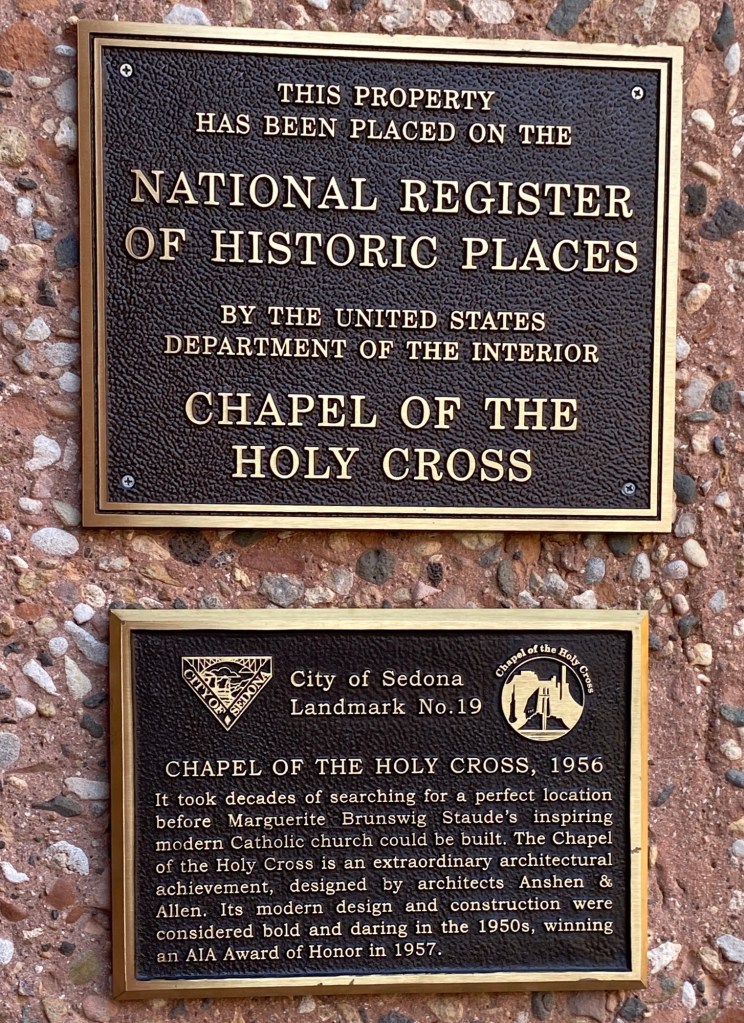 THIS PROPERTY
HAS BEEN PLACED ON THE
NATIONAL REGISTER
OF HISTORIC PLACES
BY THE UNITED STATES
DEPARTMENT OF THE INTERIOR
CHAPEL OF THE
HOLY CROSS
CITY OF SEDONA
City of Sedona
Landmark No.19
Chapel of the Holy Cross
CHAPEL OF THE HOLY CROSS, 1956
It took decades of searching for a perfect location
before Marguerite Brunswig Staude's inspiring
modern Catholic church could be built. The Chapel
of the Holy Cross is an extraordinary architectural
achievement, designed by architects Anshen &
Allen. Its modern design and construction were
considered bold and daring in the 1950s, winning
an AIA Award of Honor in 1957.